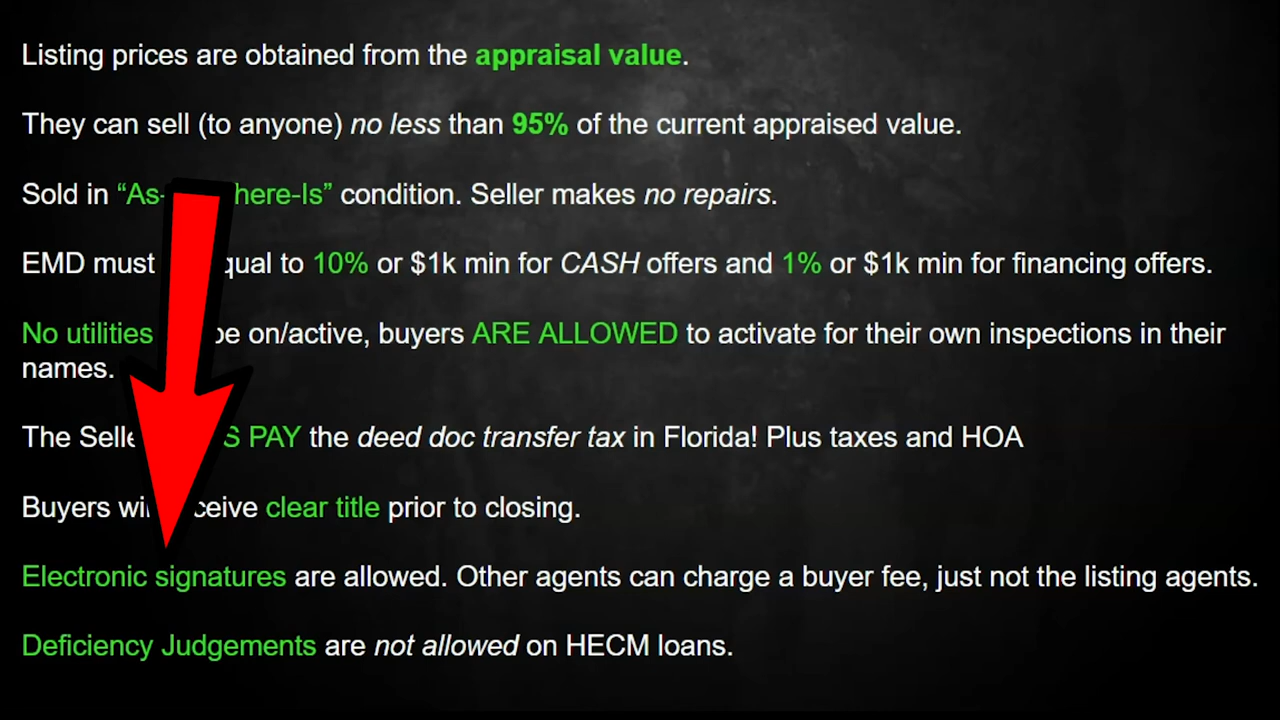 Listing prices are obtained from the appraisal value.
They can sell (to anyone) no less than 95% of the current appraised value.
Sold in “As- here-Is” condition. Seller makes no repairs.
EMD must qual to 10% or $1k min for CASH offers and 1% or $1k min for financing offers.
No utilities be on/active, buyers ARE ALLOWED to activate for their own inspections in their
names.
The Selle S PAY the deed doc transfer tax in Florida! Plus taxes and HOA
Buyers wi ceive clear title prior to closing.
Electronic signatures are allowed. Other agents can charge a buyer fee, just not the listing agents.
Deficiency Judgements are not allowed on HECM loans.